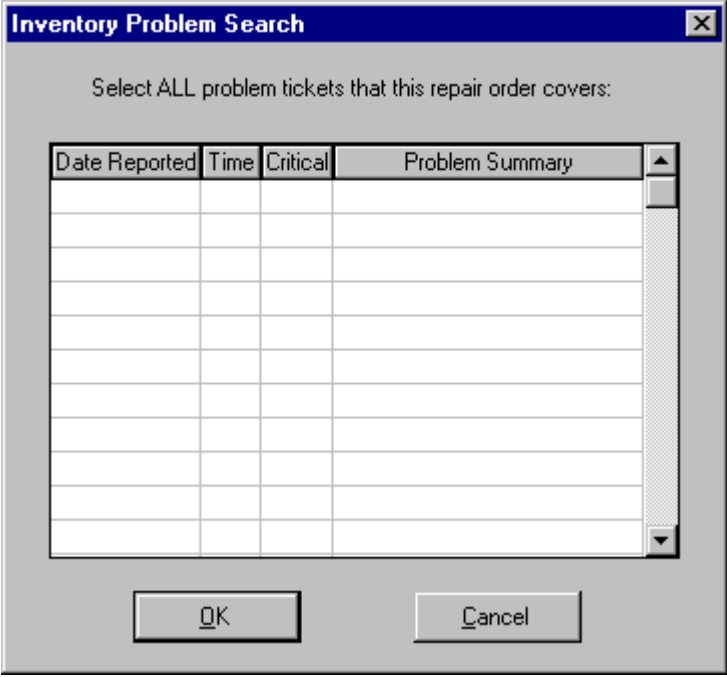 Inventory Problem Search
Select ALL problem tickets that this repair order covers:
Date Reported Time Critical Problem Summary
OK Cancel